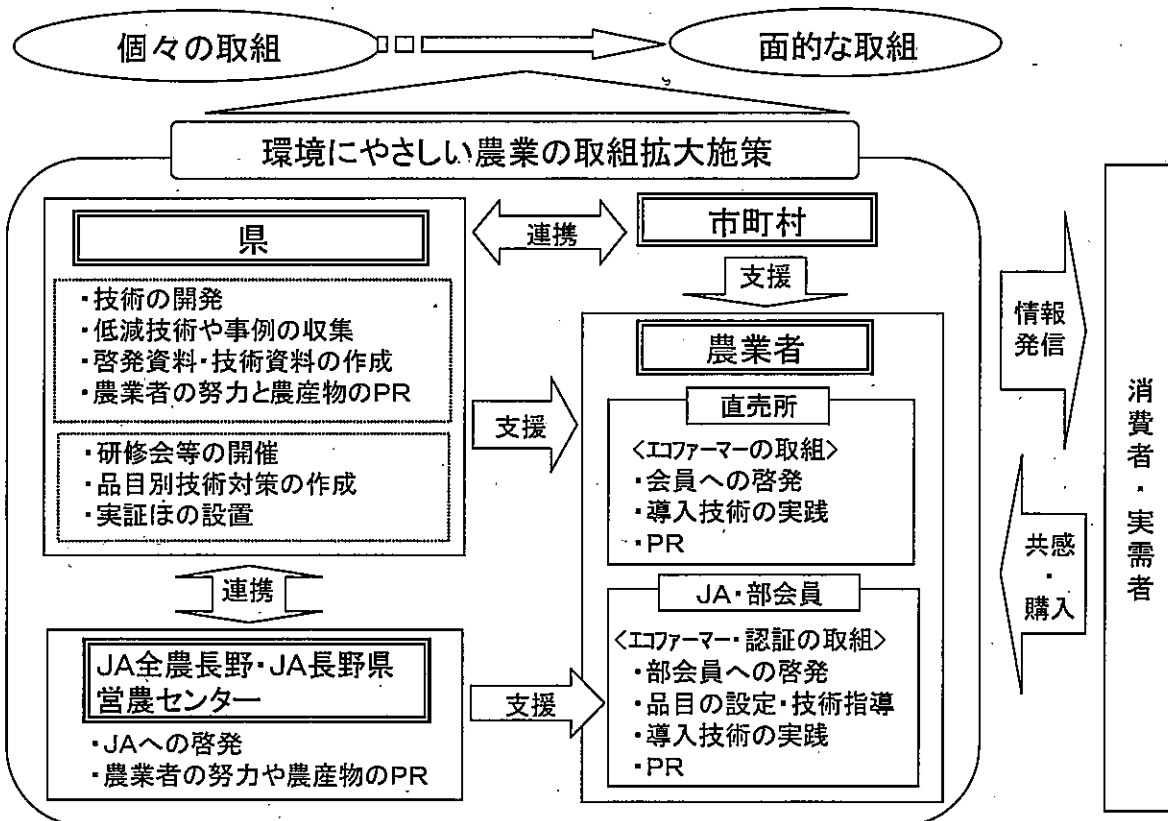 個々の取組
面的な取組
環境にやさしい農業の取組拡大施策
県
・技術の開発
・低減技術や事例の収集
・啓発資料・技術資料の作成
・農業者の努力と農産物のPR
・研修会等の開催
・品目別技術対策の作成
・実証ほの設置
連携
市町村
支援
農業者
直売所
<エコファーマーの取組>
・会員への啓発
・導入技術の実践
・PR
支援
JA・部会員
<エコファーマー・認証の取組>
・部会員への啓発
・品目の設定・技術指導
・導入技術の実践
・PR
連携
JA全農長野・JA長野県
営農センター
・JAへの啓発
・農業者の努力や農産物のPR
支援
情報
発信
共感
・
購入
消費者・実需者